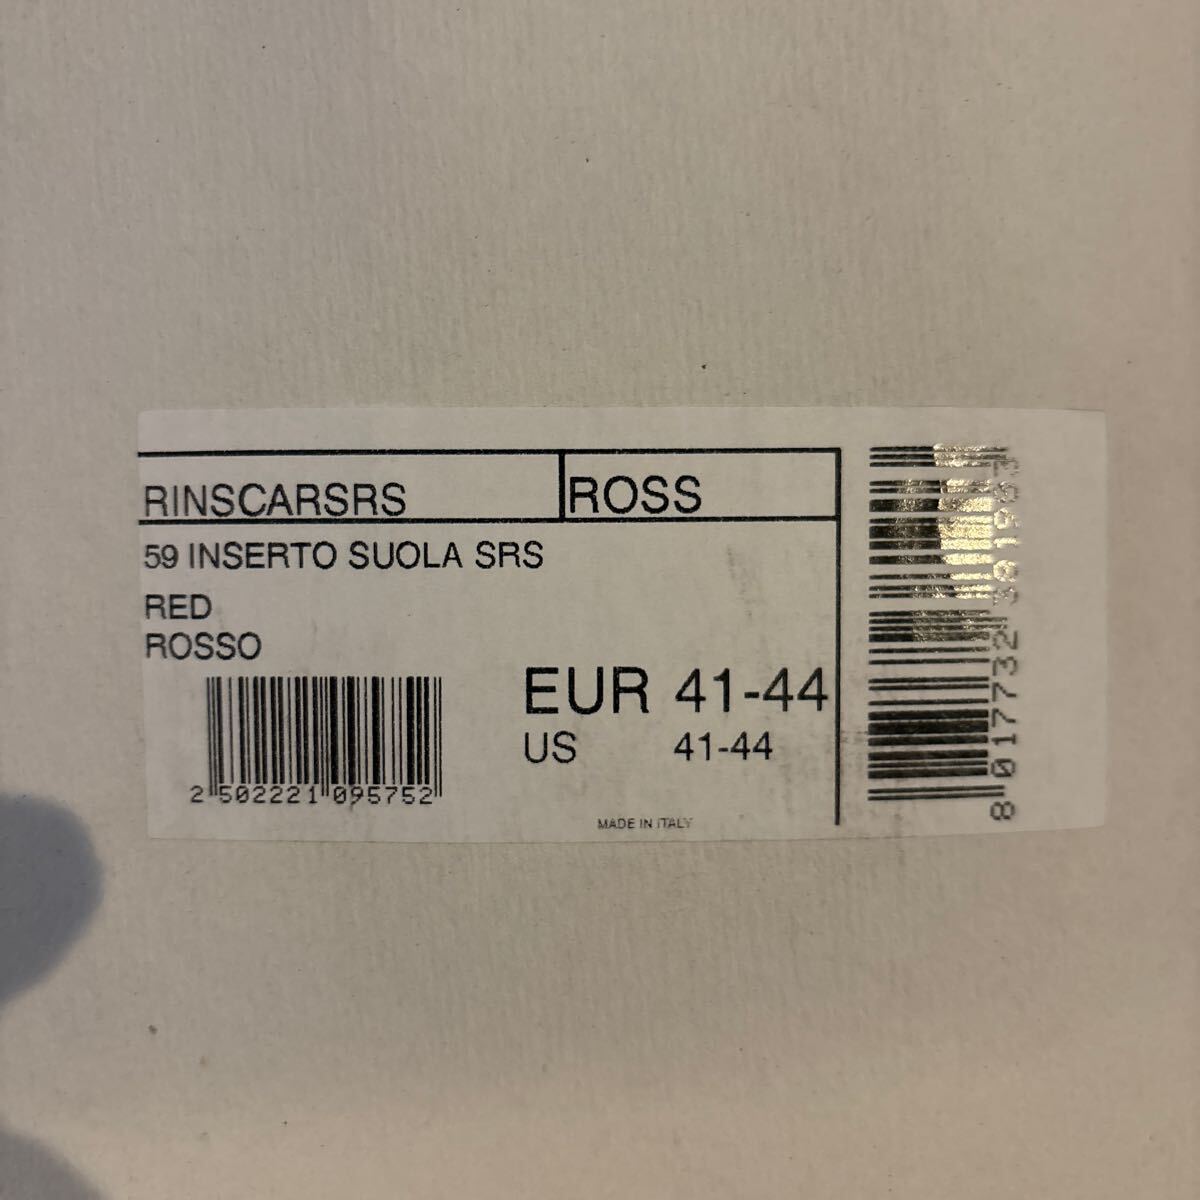 RINSCARSRS
ROSS
59 INSERTO SUOLA SRS
RED
ROSSO
EUR 41-44
US 41-44
2 502221 095752
MADE IN ITALY
8 017732